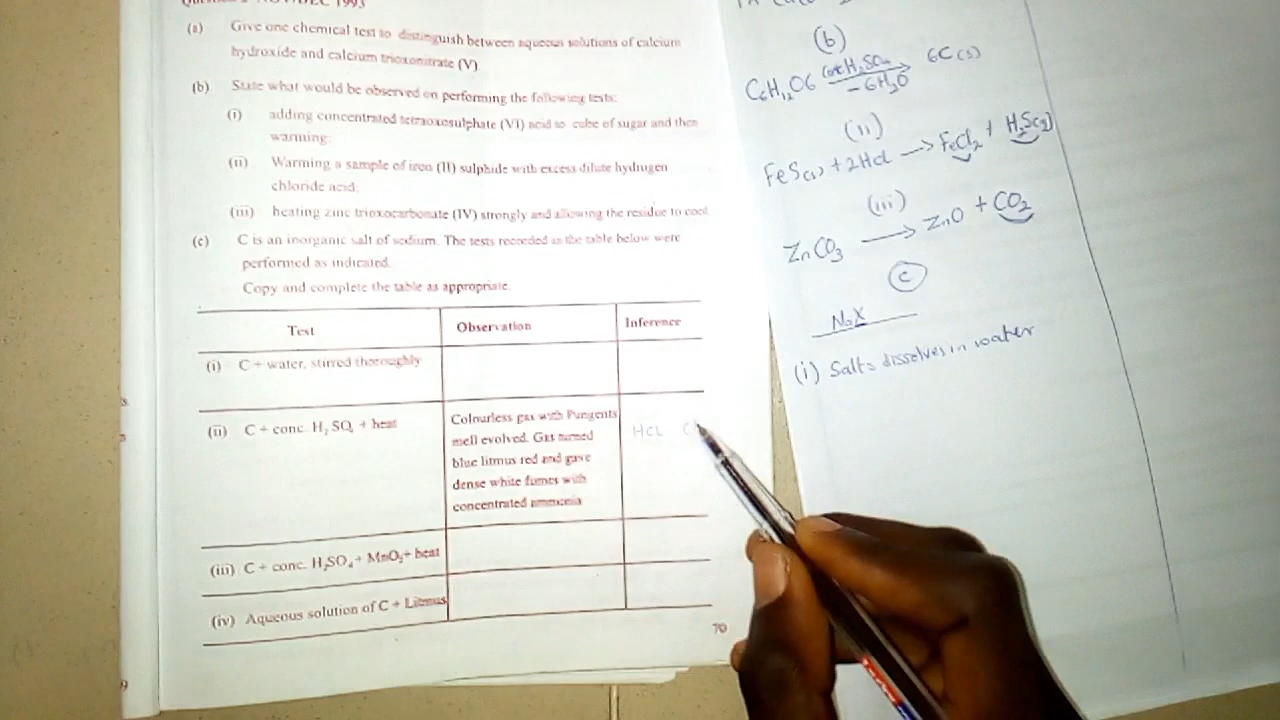 (a) Give one chemical test to distinguish between aqueous solutions of calcium
hydroxide and calcium trioxonitrate (V)
(b) State what would be observed on performing the following tests:
(i) adding concentrated tetraoxosulphate (VI) acid to cube of sugar and then
warming:
(ii) Warming a sample of iron (II) sulphide with excess dilute hydrogen
chloride acid;
(iii) heating zinc trioxocarbonate (IV) strongly and allowing the residue to cool.
(c) C is an inorganic salt of sodium. The tests recorded in the table below were
performed as indicated.
Copy and complete the table as appropriate.
Test Observation Inference
(i) C + water, stirred thoroughly
(ii) C + conc. H₂SO₄ + heat
Colourless gas with Pungents
mell evolved. Gas turned
blue litmus red and gave
dense white fumes with
concentrated ammonia
HCL
(iii) C + conc. H₂SO₄ + MnO₂ + heat
(iv) Aqueous solution of C + Litmus
70
(b)
C₆H₁₂O6 conc H₂SO₄ → -6H₂O 6C(s)
(ii)
FeS(s) + 2Hcl → FeCl₂ + H₂S(g)
(iii)
ZnCO₃ → ZnO + CO₂
(c)
NaX
(i) Salts dissolves in water